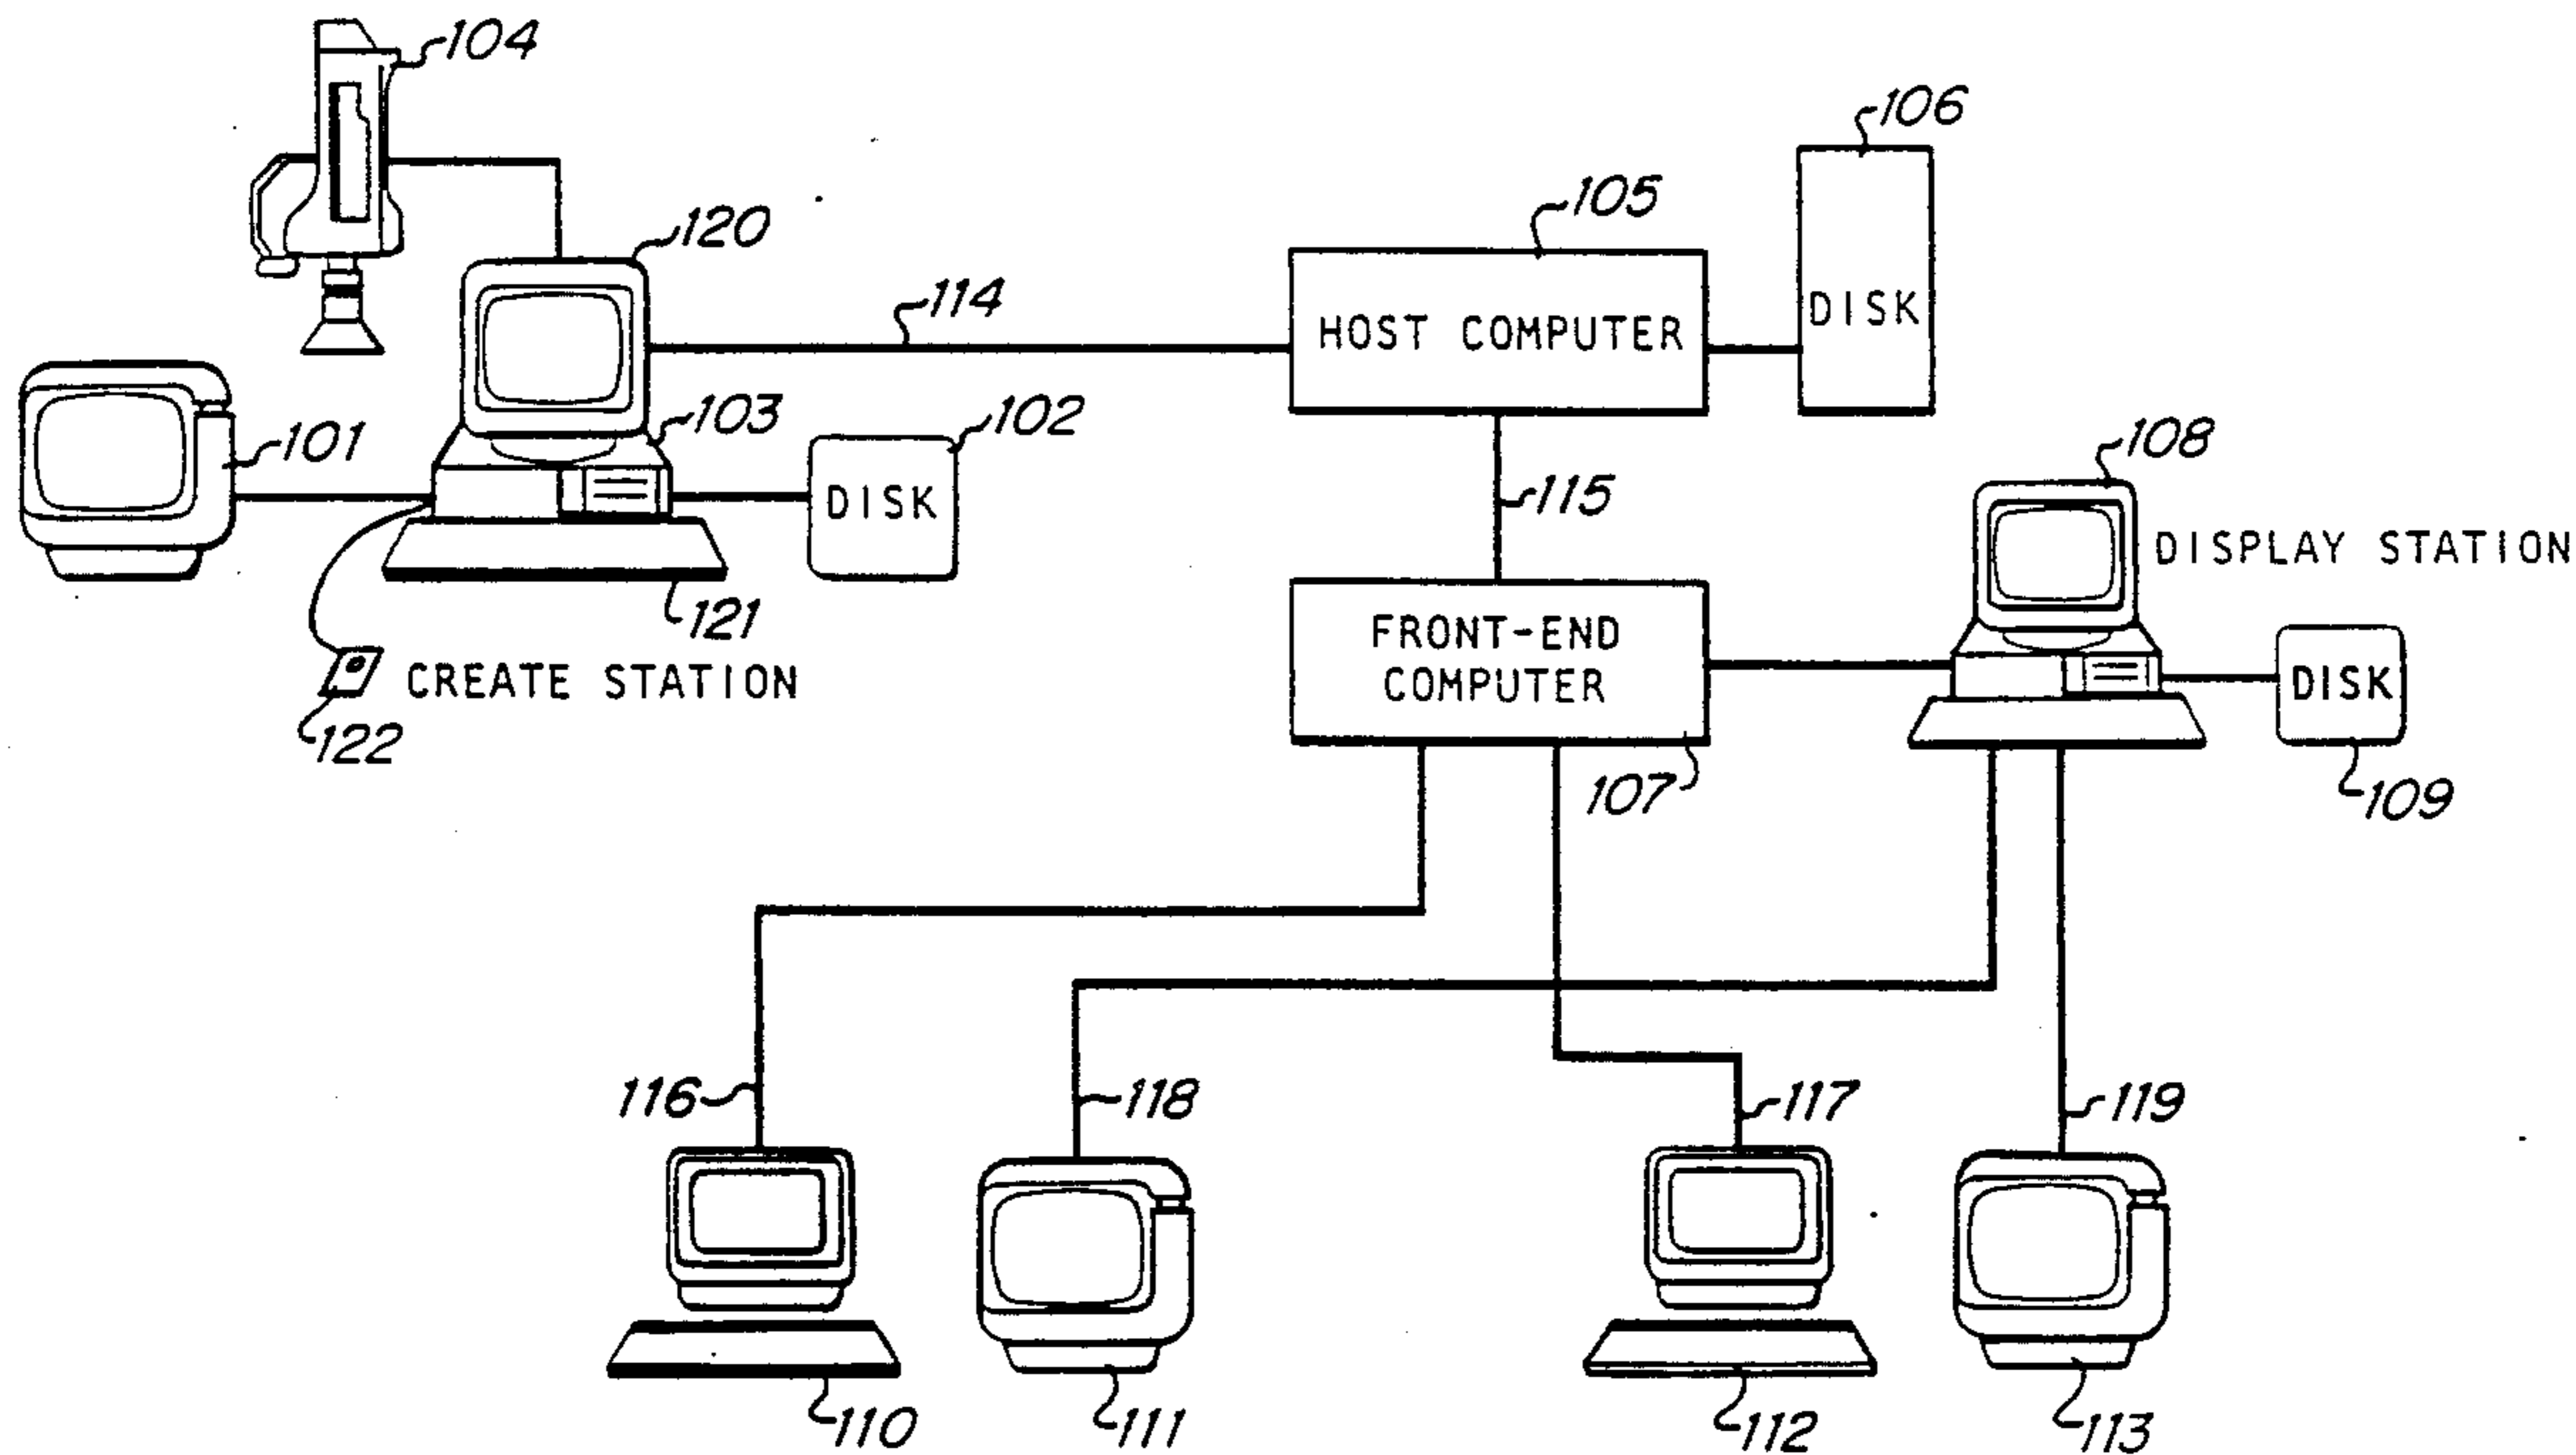 104
106
105
120
114
HOST COMPUTER
DISK
103
102
101
108
DISK
115
DISPLAY STATION
121
FRONT-END
COMPUTER
CREATE STATION
DISK
122
107
109
116
118
117
119
110
111
112
113